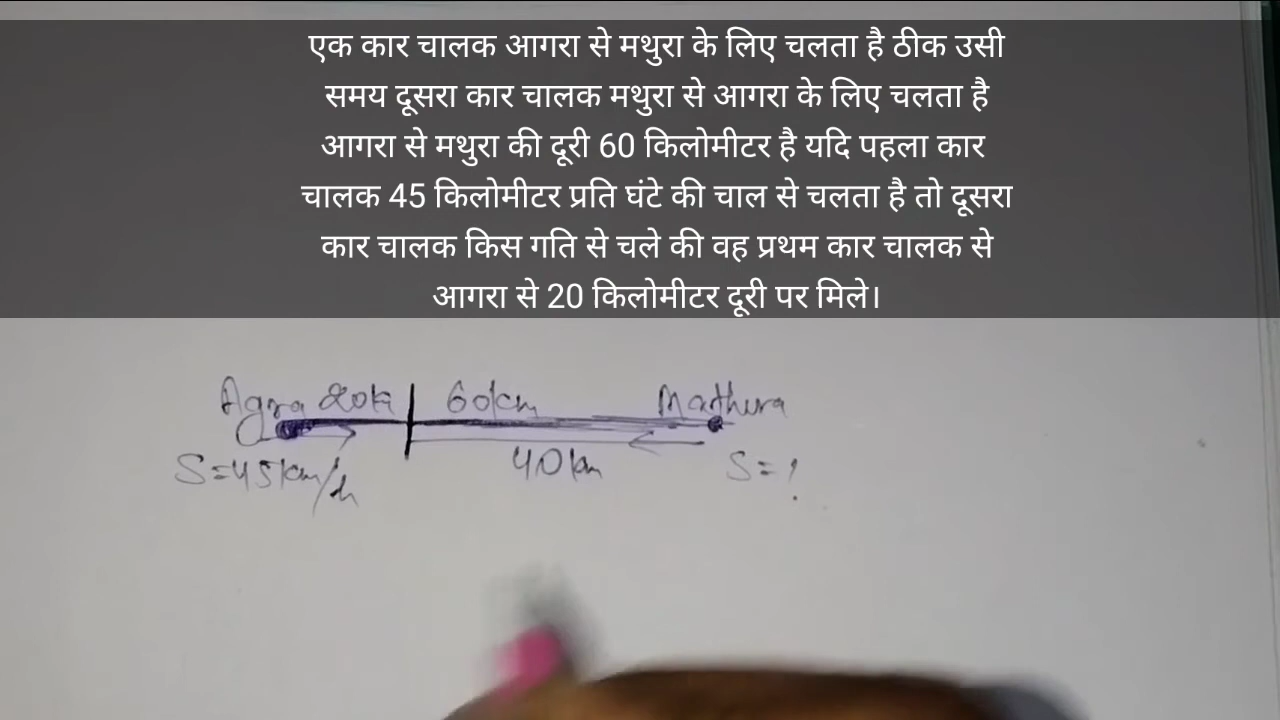 एक कार चालक आगरा से मथुरा के लिए चलता है ठीक उसी
समय दूसरा कार चालक मथुरा से आगरा के लिए चलता है
आगरा से मथुरा की दूरी 60 किलोमीटर है यदि पहला कार
चालक 45 किलोमीटर प्रति घंटे की चाल से चलता है तो दूसरा
कार चालक किस गति से चले की वह प्रथम कार चालक से
आगरा से 20 किलोमीटर दूरी पर मिले।
Agra 20k 60km Mathura
S=45km/h 40km S=?